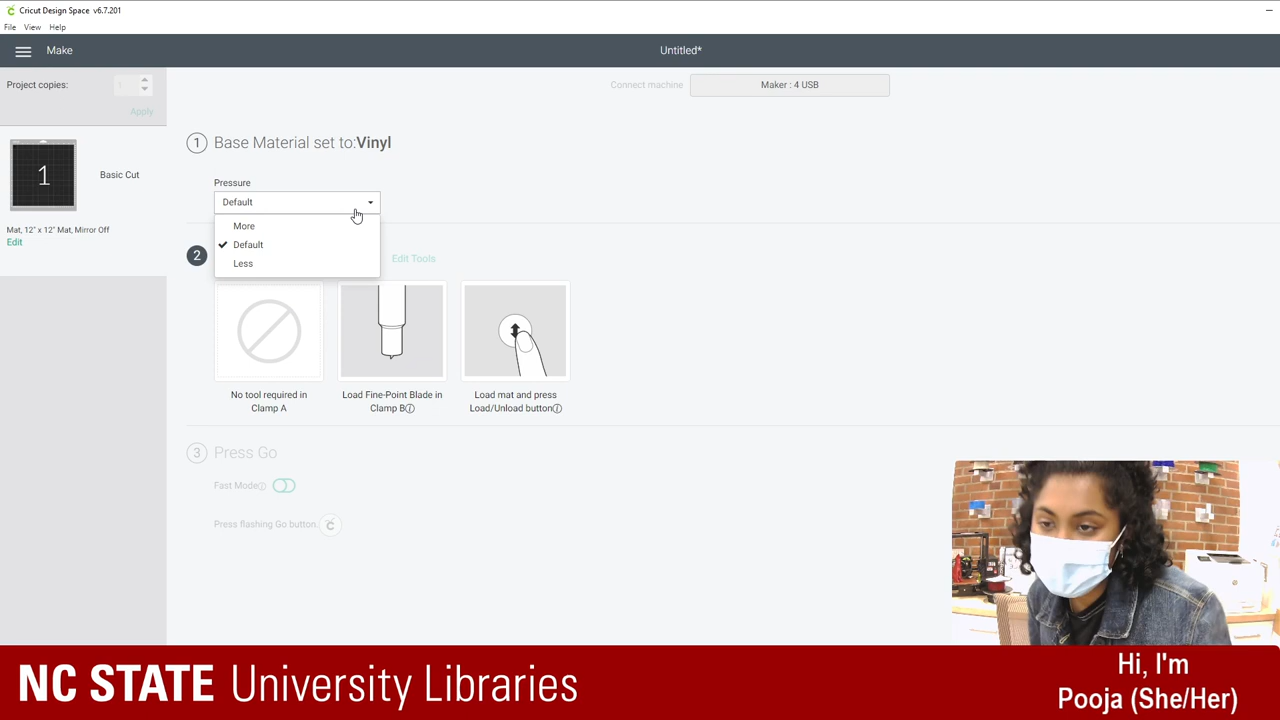 Cricut Design Space v6.7.201
File View Help
Make
Untitled*
Project copies:
1
Apply
Connect machine
Maker : 4 USB
1
Basic Cut
Mat, 12" x 12" Mat, Mirror Off
Edit
1 Base Material set to:Vinyl
Pressure
Default
More
Default
Less
2
Edit Tools
No tool required in
Clamp A
Load Fine-Point Blade in
Clamp B
Load mat and press
Load/Unload button
3 Press Go
Fast Mode
Press flashing Go button.
NC STATE University Libraries
Hi, I'm
Pooja (She/Her)